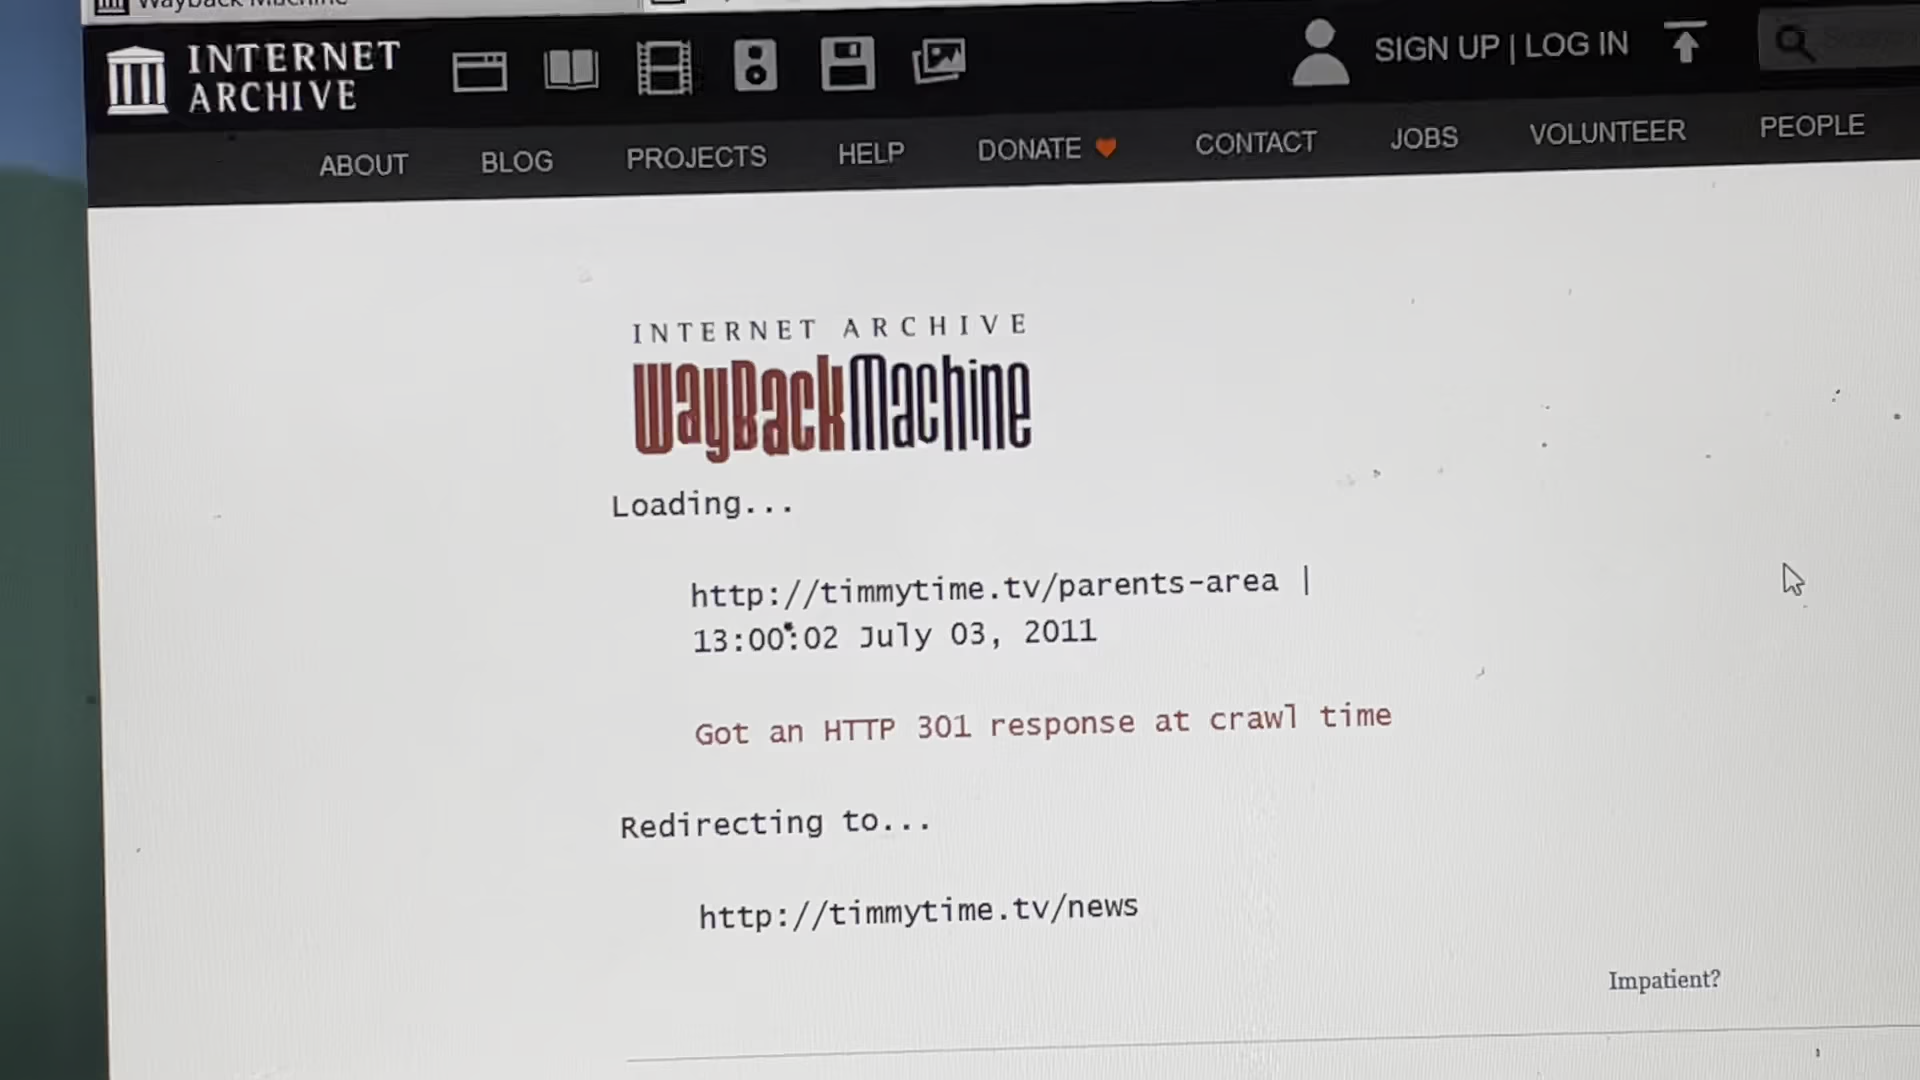 Wayback Machine
INTERNET
ARCHIVE
SIGN UP | LOG IN
ABOUT BLOG PROJECTS HELP DONATE CONTACT JOBS VOLUNTEER PEOPLE
INTERNET ARCHIVE
WayBackMachine
Loading...
http://timmytime.tv/parents-area |
13:00:02 July 03, 2011
Got an HTTP 301 response at crawl time
Redirecting to...
http://timmytime.tv/news
Impatient?